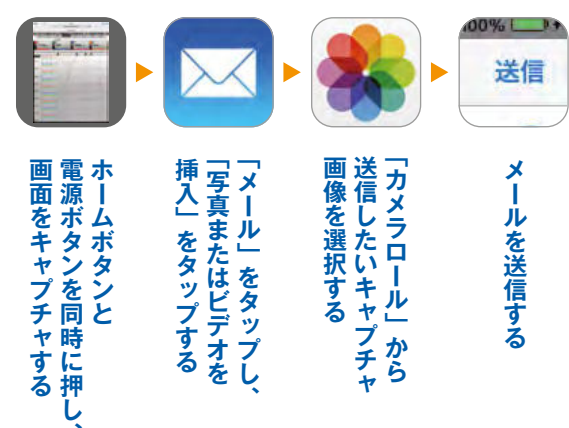 100%
送信
ホームボタンと
電源ボタンを同時に押し、
画面をキャプチャする
「メール」をタップし、
「写真またはビデオを
挿入」をタップする
「カメラロール」から
送信したいキャプチャ
画像を選択する
メールを送信する